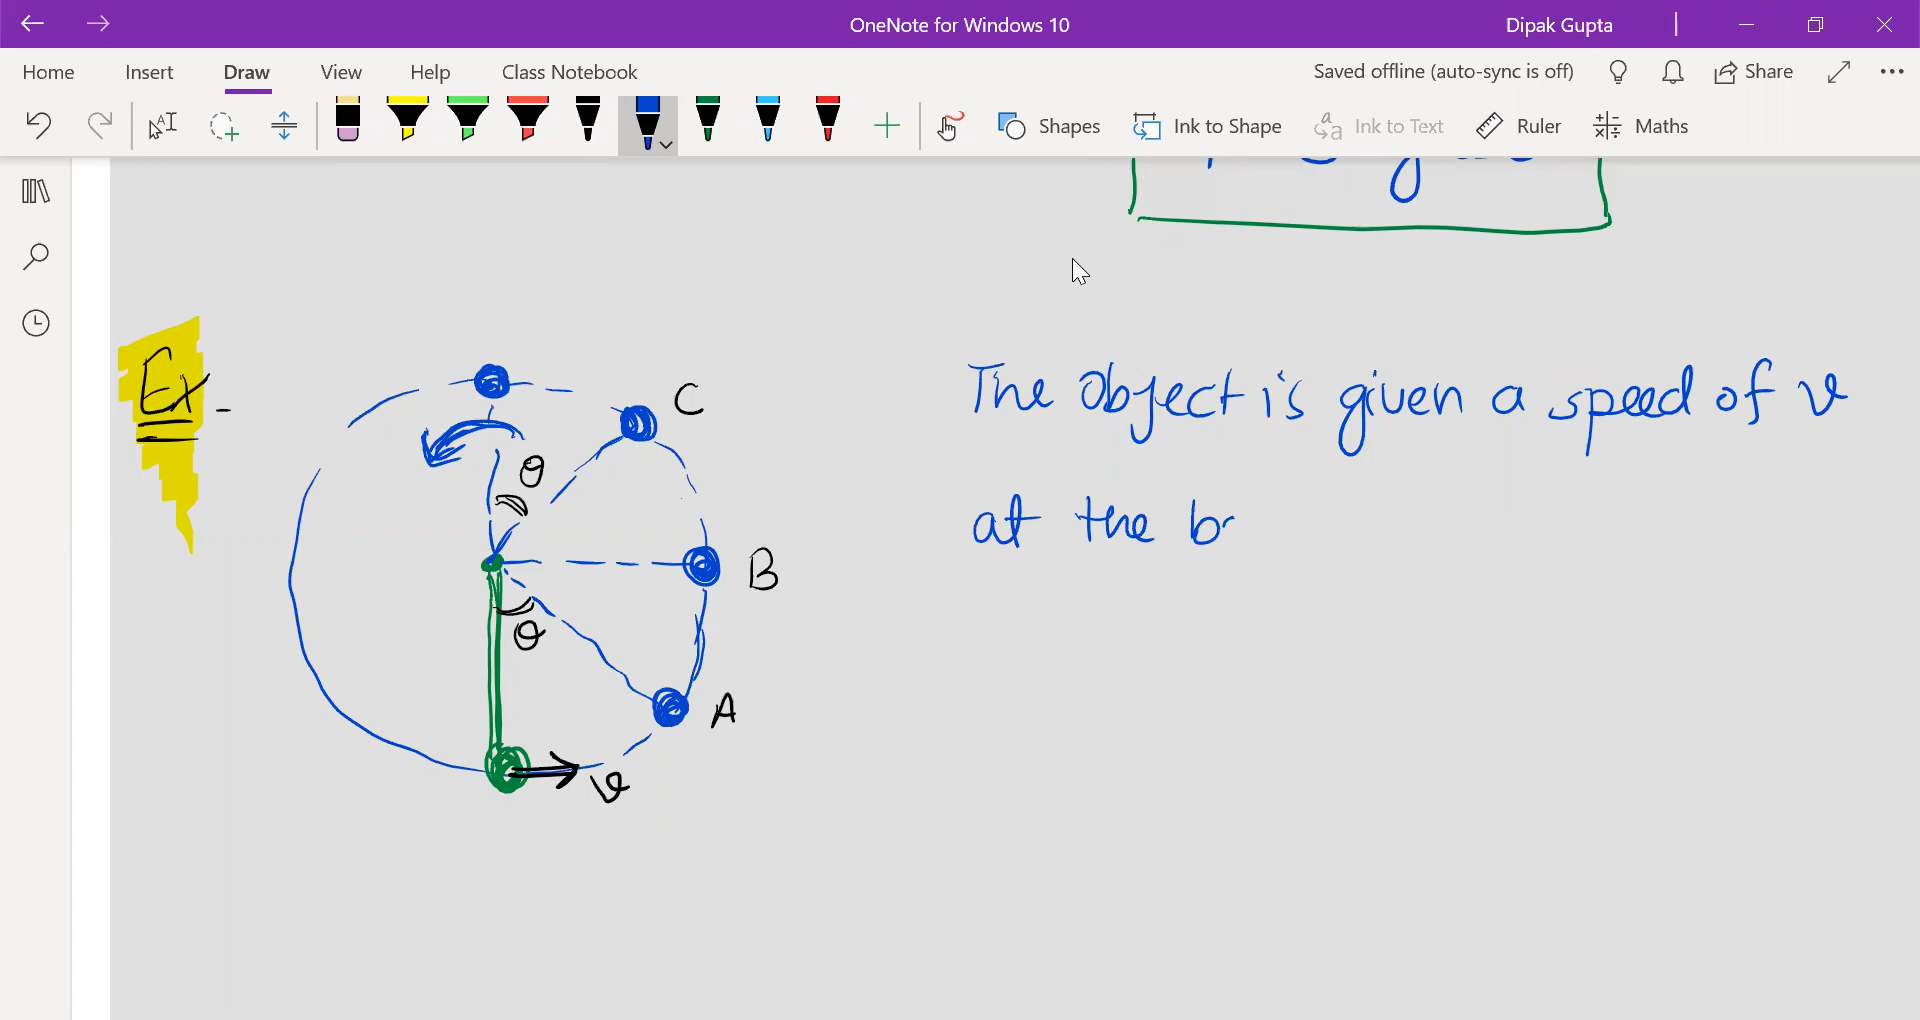 OneNote for Windows 10
Dipak Gupta
Home Insert Draw View Help Class Notebook
Saved offline (auto-sync is off) Share
Shapes Ink to Shape Ink to Text Ruler Maths
Ex -
C
θ
B
θ
A
v
The object is given a speed of v
at the b